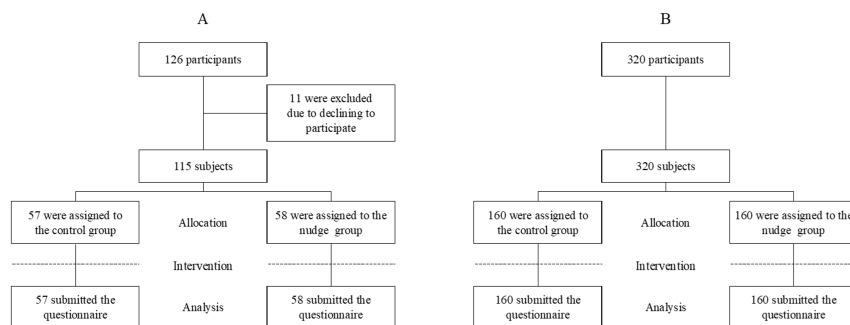 A
126 participants
11 were excluded
due to declining to
participate
115 subjects
57 were assigned to
the control group
Allocation
58 were assigned to the
nudge group
Intervention
57 submitted the
questionnaire
Analysis
58 submitted the
questionnaire
B
320 participants
320 subjects
160 were assigned to
the control group
Allocation
160 were assigned to the
nudge group
Intervention
160 submitted the
questionnaire
Analysis
160 submitted the
questionnaire